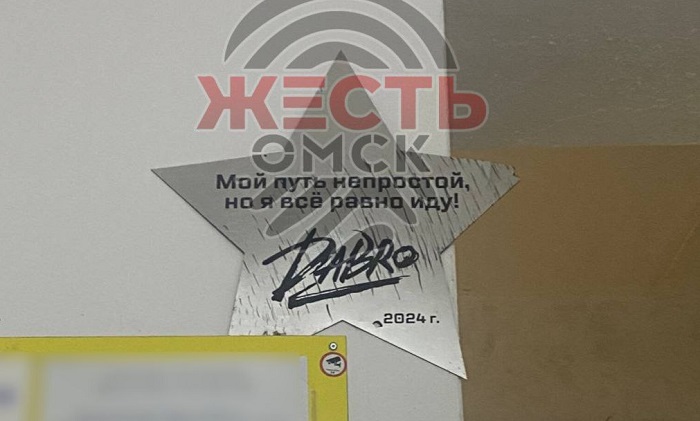 ЖЕСТЬ
ОМСК
Мой путь непростой,
но я всё равно иду!
DABRO
2024 г.